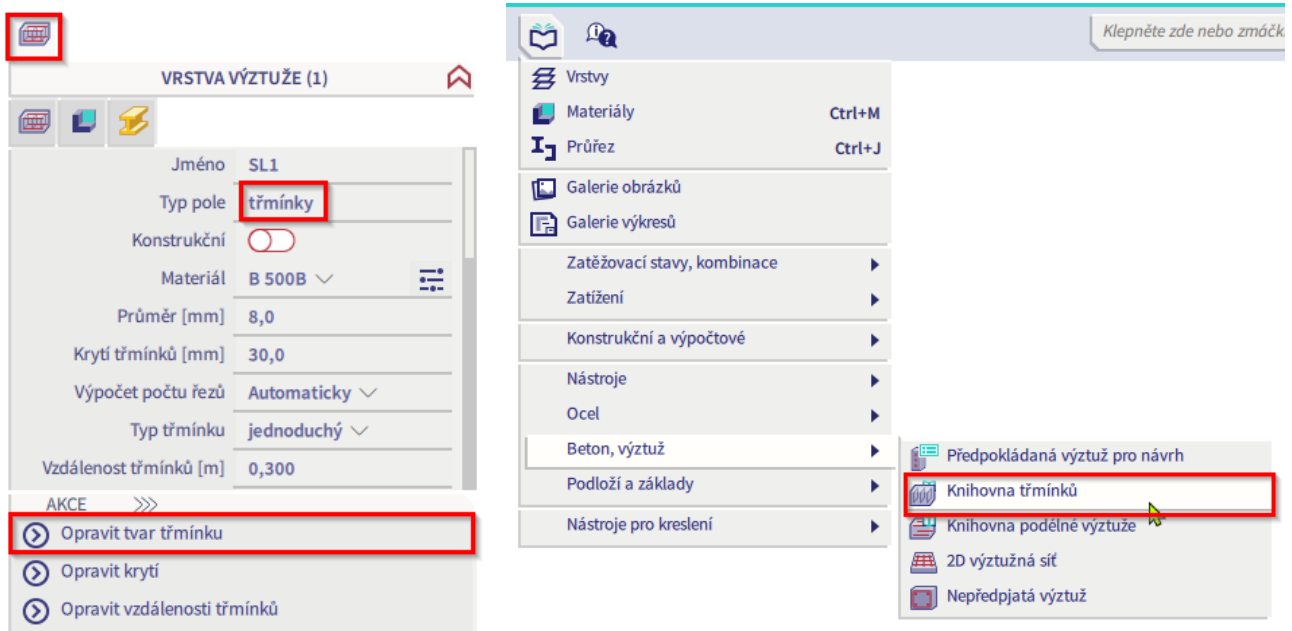 VRSTVA VÝZTUŽE (1)
Jméno SL1
Typ pole třmínky
Konstrukční
Materiál B 500B
Průměr [mm] 8,0
Krytí třmínků [mm] 30,0
Výpočet počtu řezů Automaticky
Typ třmínku jednoduchý
Vzdálenost třmínků [m] 0,300
AKCE >>>
Opravit tvar třmínku
Opravit krytí
Opravit vzdálenosti třmínků
Klepněte zde nebo zmáčk
Vrstvy
Materiály Ctrl+M
Průřez Ctrl+J
Galerie obrázků
Galerie výkresů
Zatěžovací stavy, kombinace
Zatížení
Konstrukční a výpočtové
Nástroje
Ocel
Beton, výztuž
Podloží a základy
Nástroje pro kreslení
Předpokládaná výztuž pro návrh
Knihovna třmínků
Knihovna podélné výztuže
2D výztužná síť
Nepředpjatá výztuž